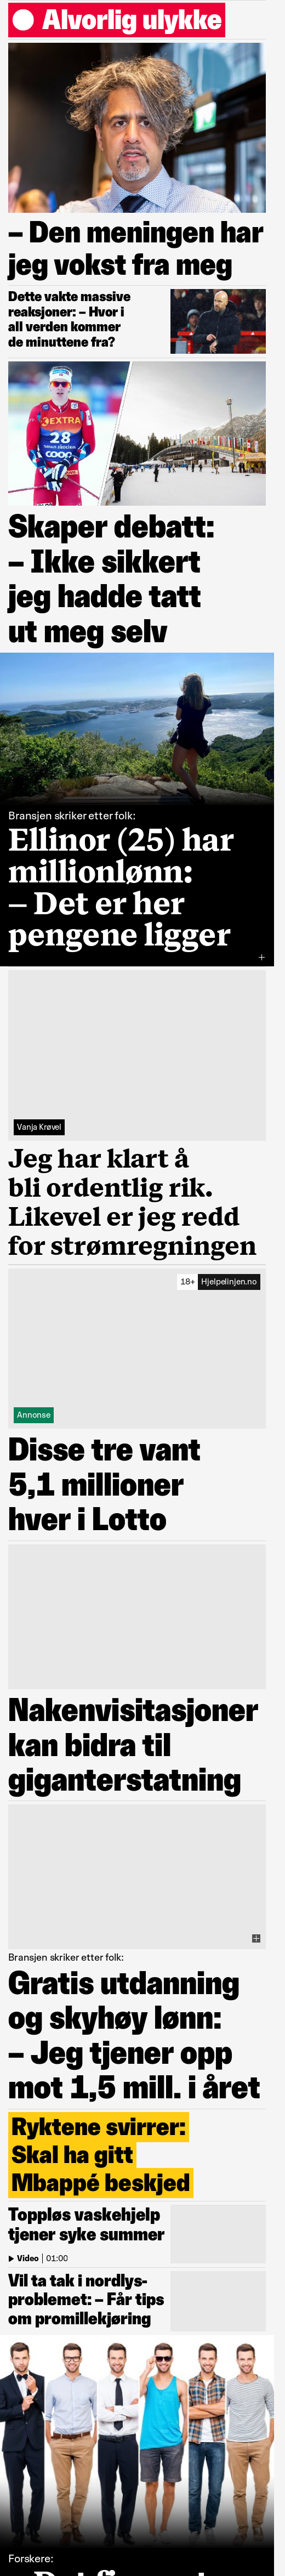 Alvorlig ulykke
– Den meningen har
jeg vokst fra meg
Dette vakte massive
reaksjoner: – Hvor i
all verden kommer
de minuttene fra?
EXTRA
28
COOP
Skaper debatt:
– Ikke sikkert
jeg hadde tatt
ut meg selv
Bransjen skriker etter folk:
Ellinor (25) har
millionlønn:
– Det er her
pengene ligger
Vanja Krøvel
Jeg har klart å
bli ordentlig rik.
Likevel er jeg redd
for strømregningen
18+ Hjelpelinjen.no
Annonse
Disse tre vant
5,1 millioner
hver i Lotto
Nakenvisitasjoner
kan bidra til
giganterstatning
Bransjen skriker etter folk:
Gratis utdanning
og skyhøy lønn:
– Jeg tjener opp
mot 1,5 mill. i året
Ryktene svirrer:
Skal ha gitt
Mbappé beskjed
Toppløs vaskehjelp
tjener syke summer
Video | 01:00
Vil ta tak i nordlys-
problemet: – Får tips
om promillekjøring
Forskere: